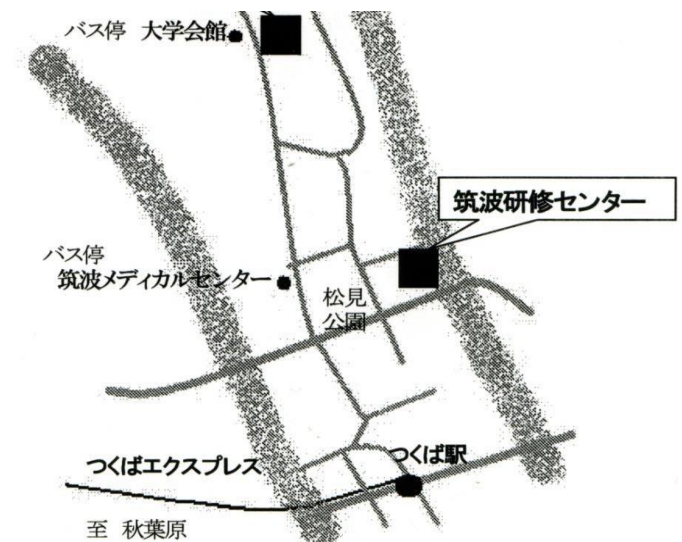 バス停 大学会館
筑波研修センター
バス停
筑波メディカルセンター
松見
公園
つくばエクスプレス
つくば駅
至 秋葉原